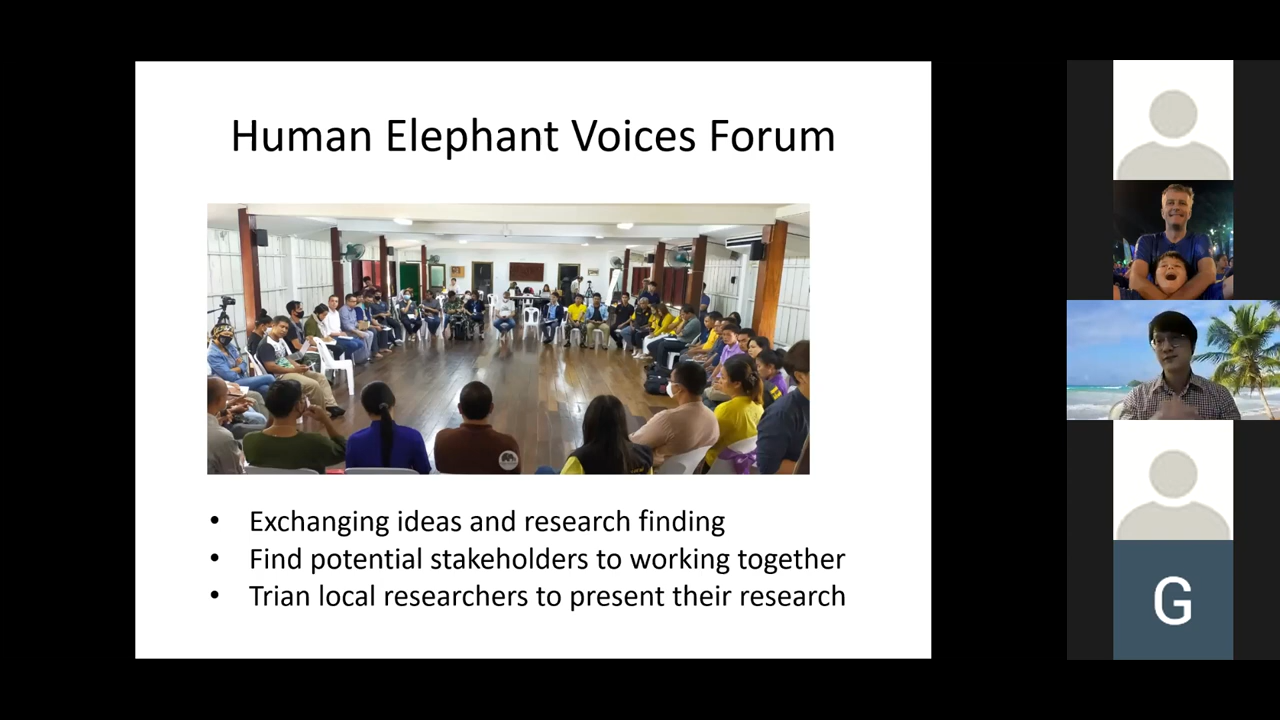 Human Elephant Voices Forum
• Exchanging ideas and research finding
• Find potential stakeholders to working together
• Trian local researchers to present their research
G